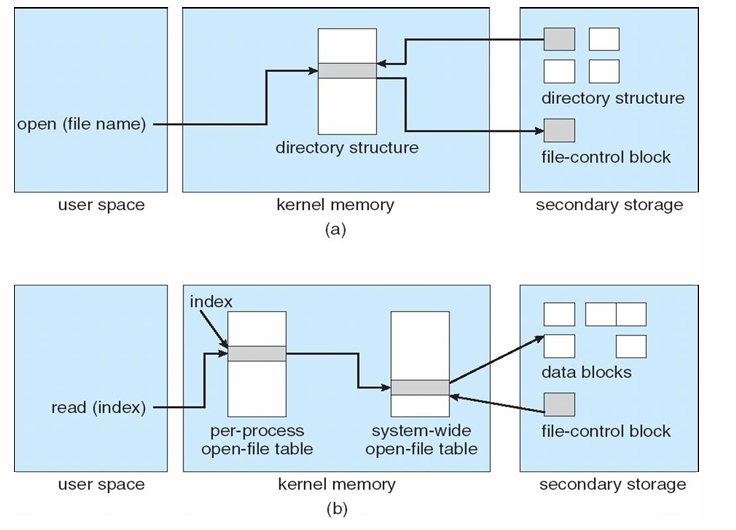 open (file name)
directory structure
directory structure
file-control block
user space
kernel memory
secondary storage
(a)
index
read (index)
per-process
open-file table
system-wide
open-file table
data blocks
file-control block
user space
kernel memory
secondary storage
(b)